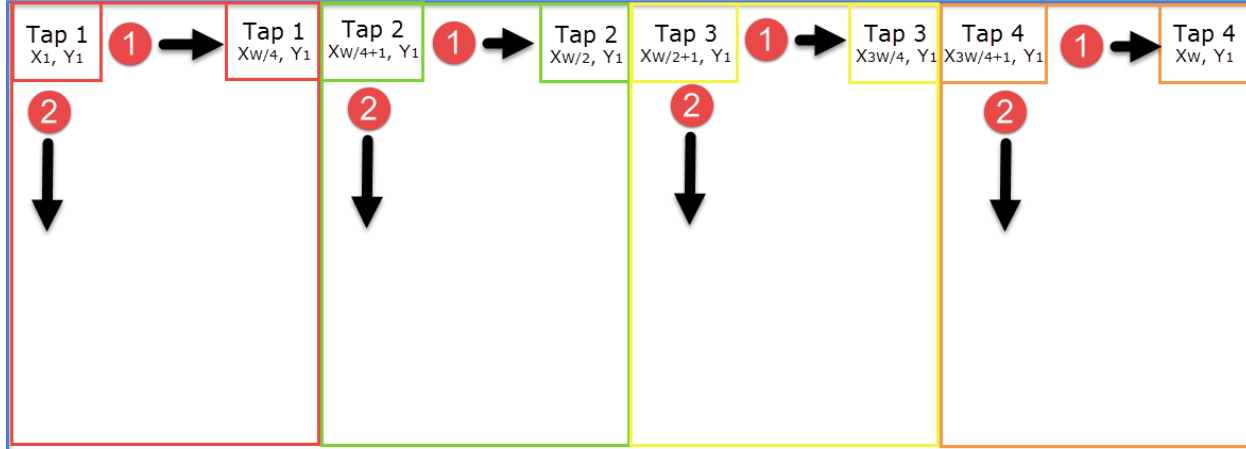 Tap 1
X1, Y1
1
Tap 1
XW/4, Y1
Tap 2
XW/4+1, Y1
1
Tap 2
XW/2, Y1
Tap 3
XW/2+1, Y1
1
Tap 3
X3W/4, Y1
Tap 4
X3W/4+1, Y1
1
Tap 4
XW, Y1
2
2
2
2